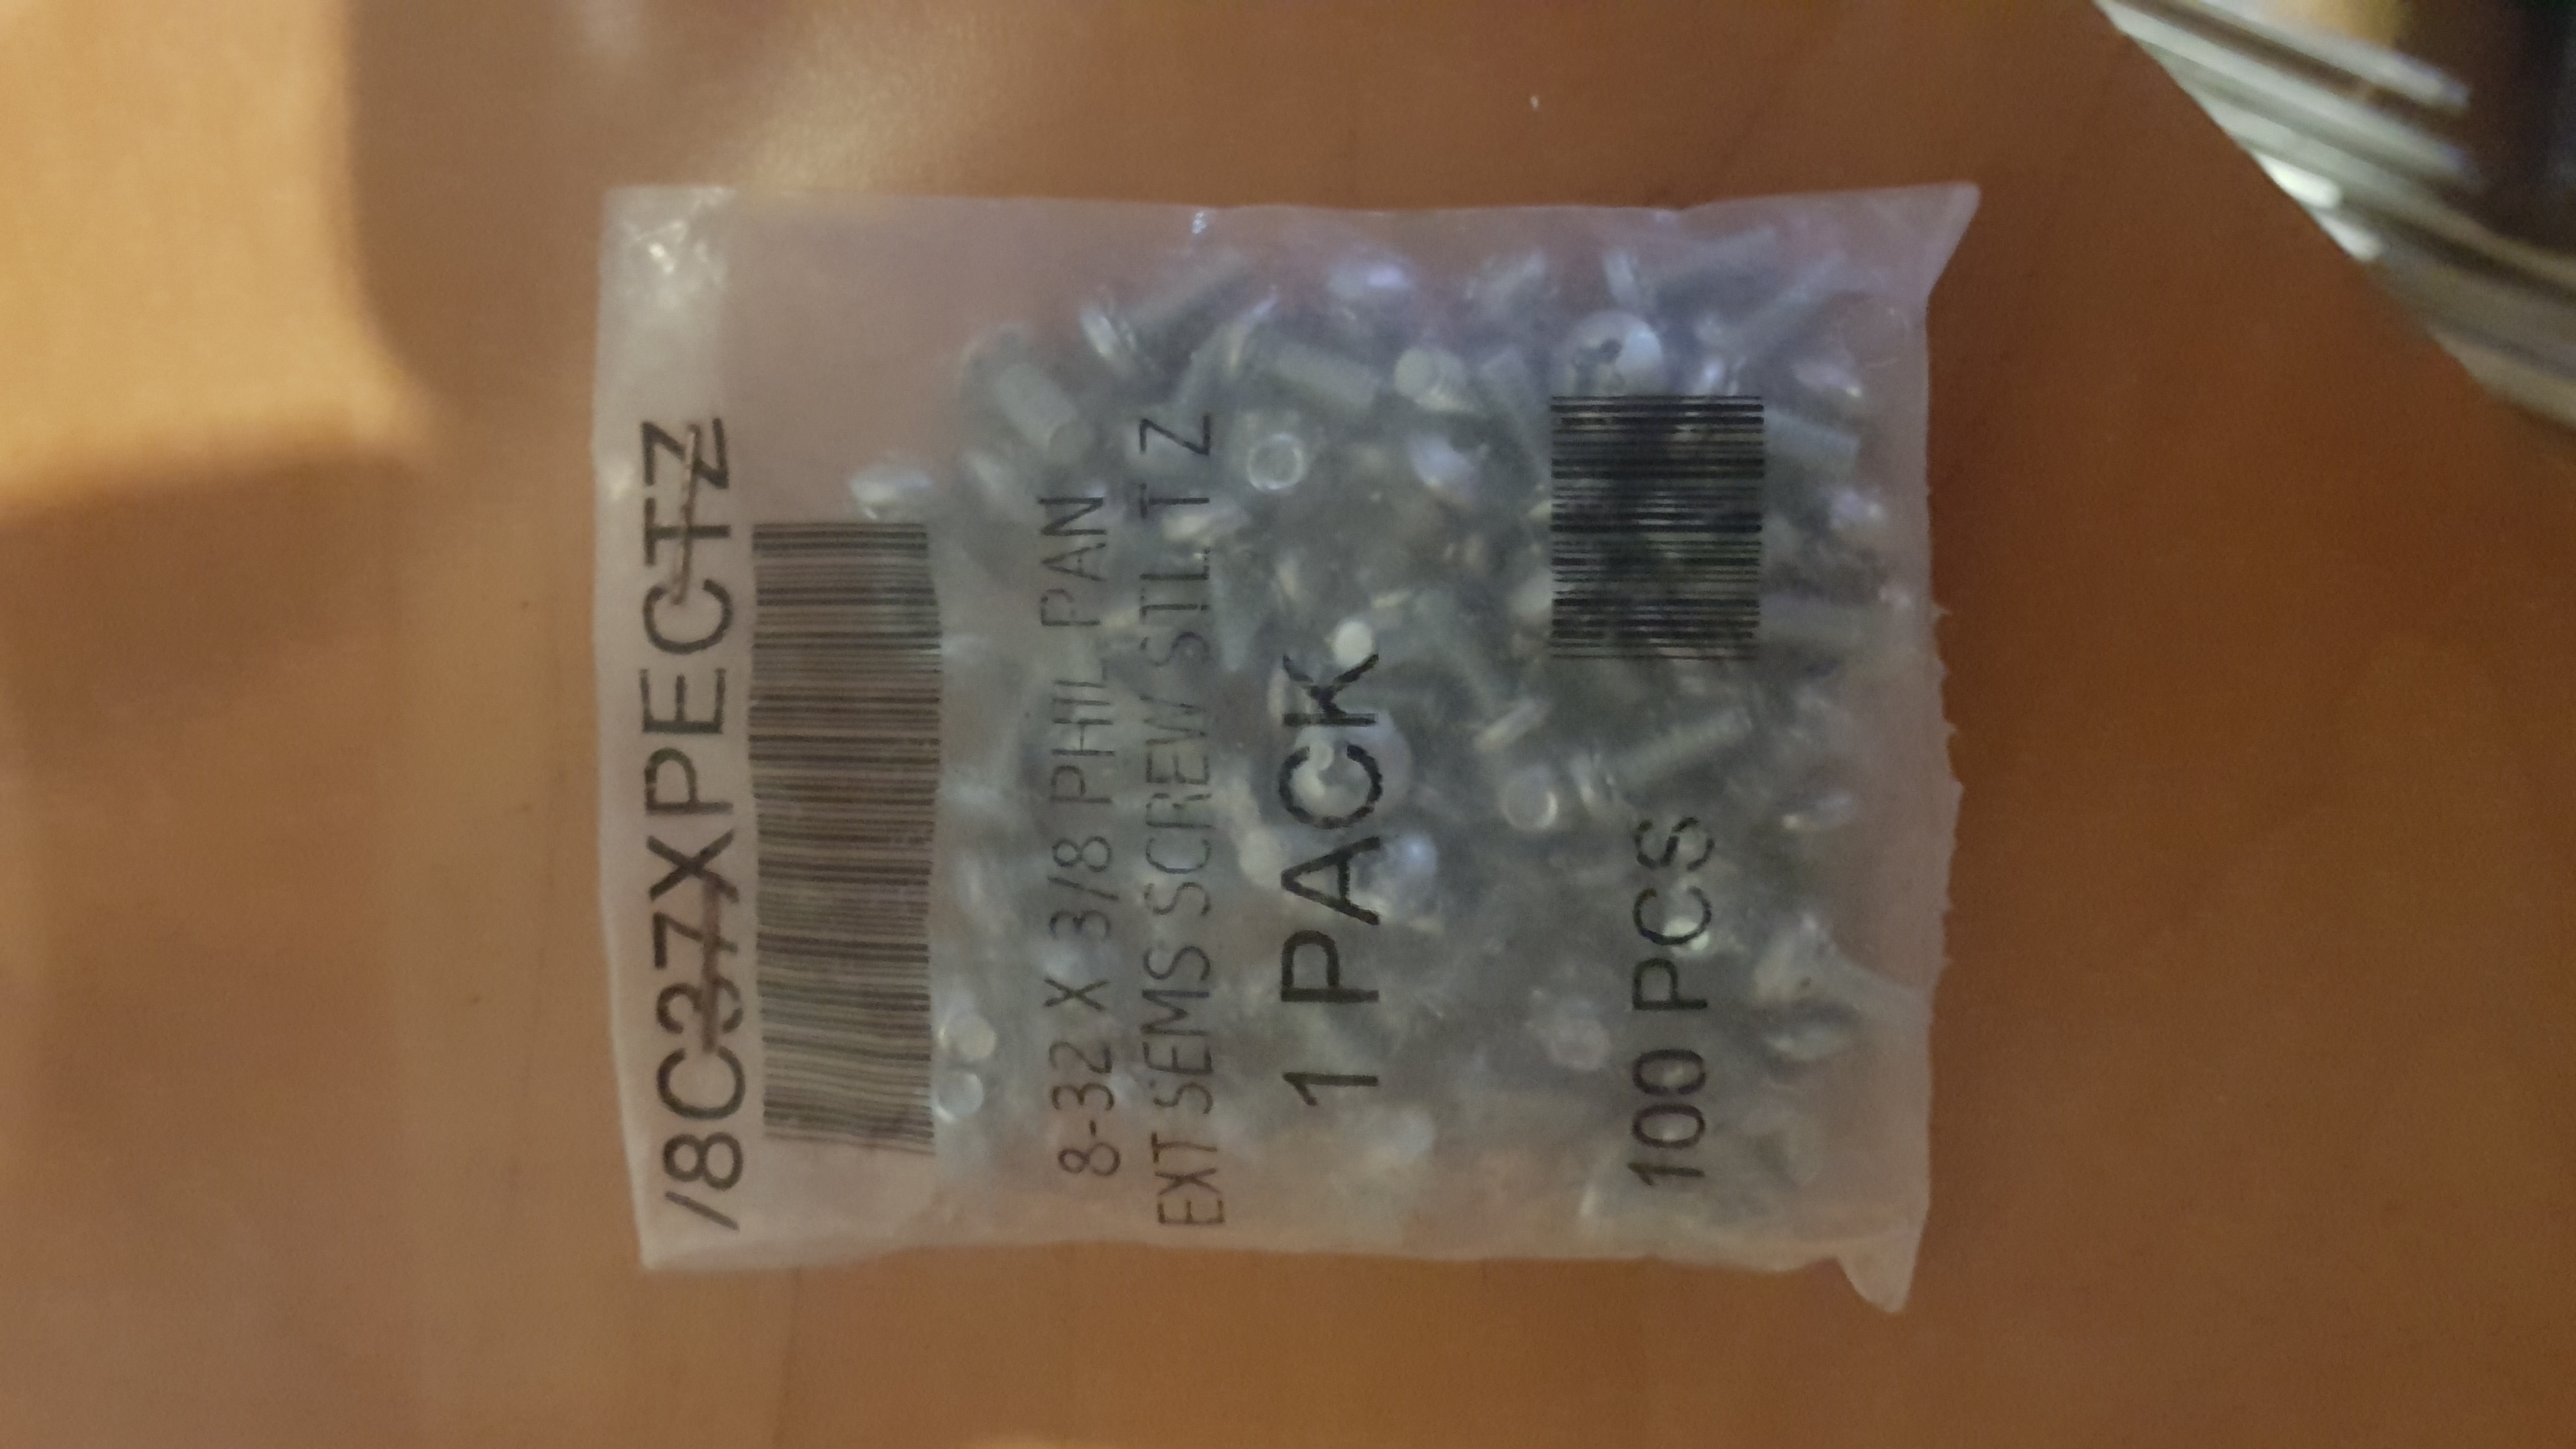 /8C37XPECTZ
8-32 X 3/8 PHIL PAN
EXT SEMS SCREW STL T Z
1 PACK
100 PCS